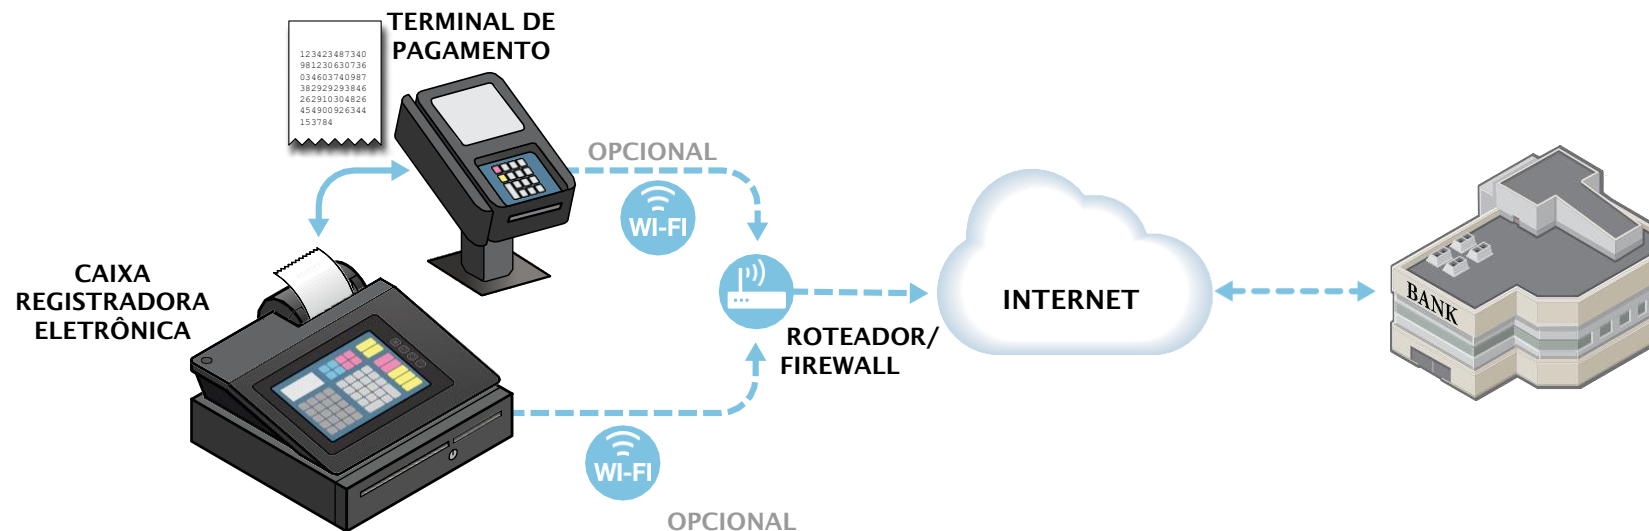 TERMINAL DE
PAGAMENTO
123423487340
981230630736
034603740987
382929293846
262910304826
454900926344
153784
OPCIONAL
WI-FI
CAIXA
REGISTRADORA
ELETRÔNICA
INTERNET
BANK
ROTEADOR/
FIREWALL
WI-FI
OPCIONAL